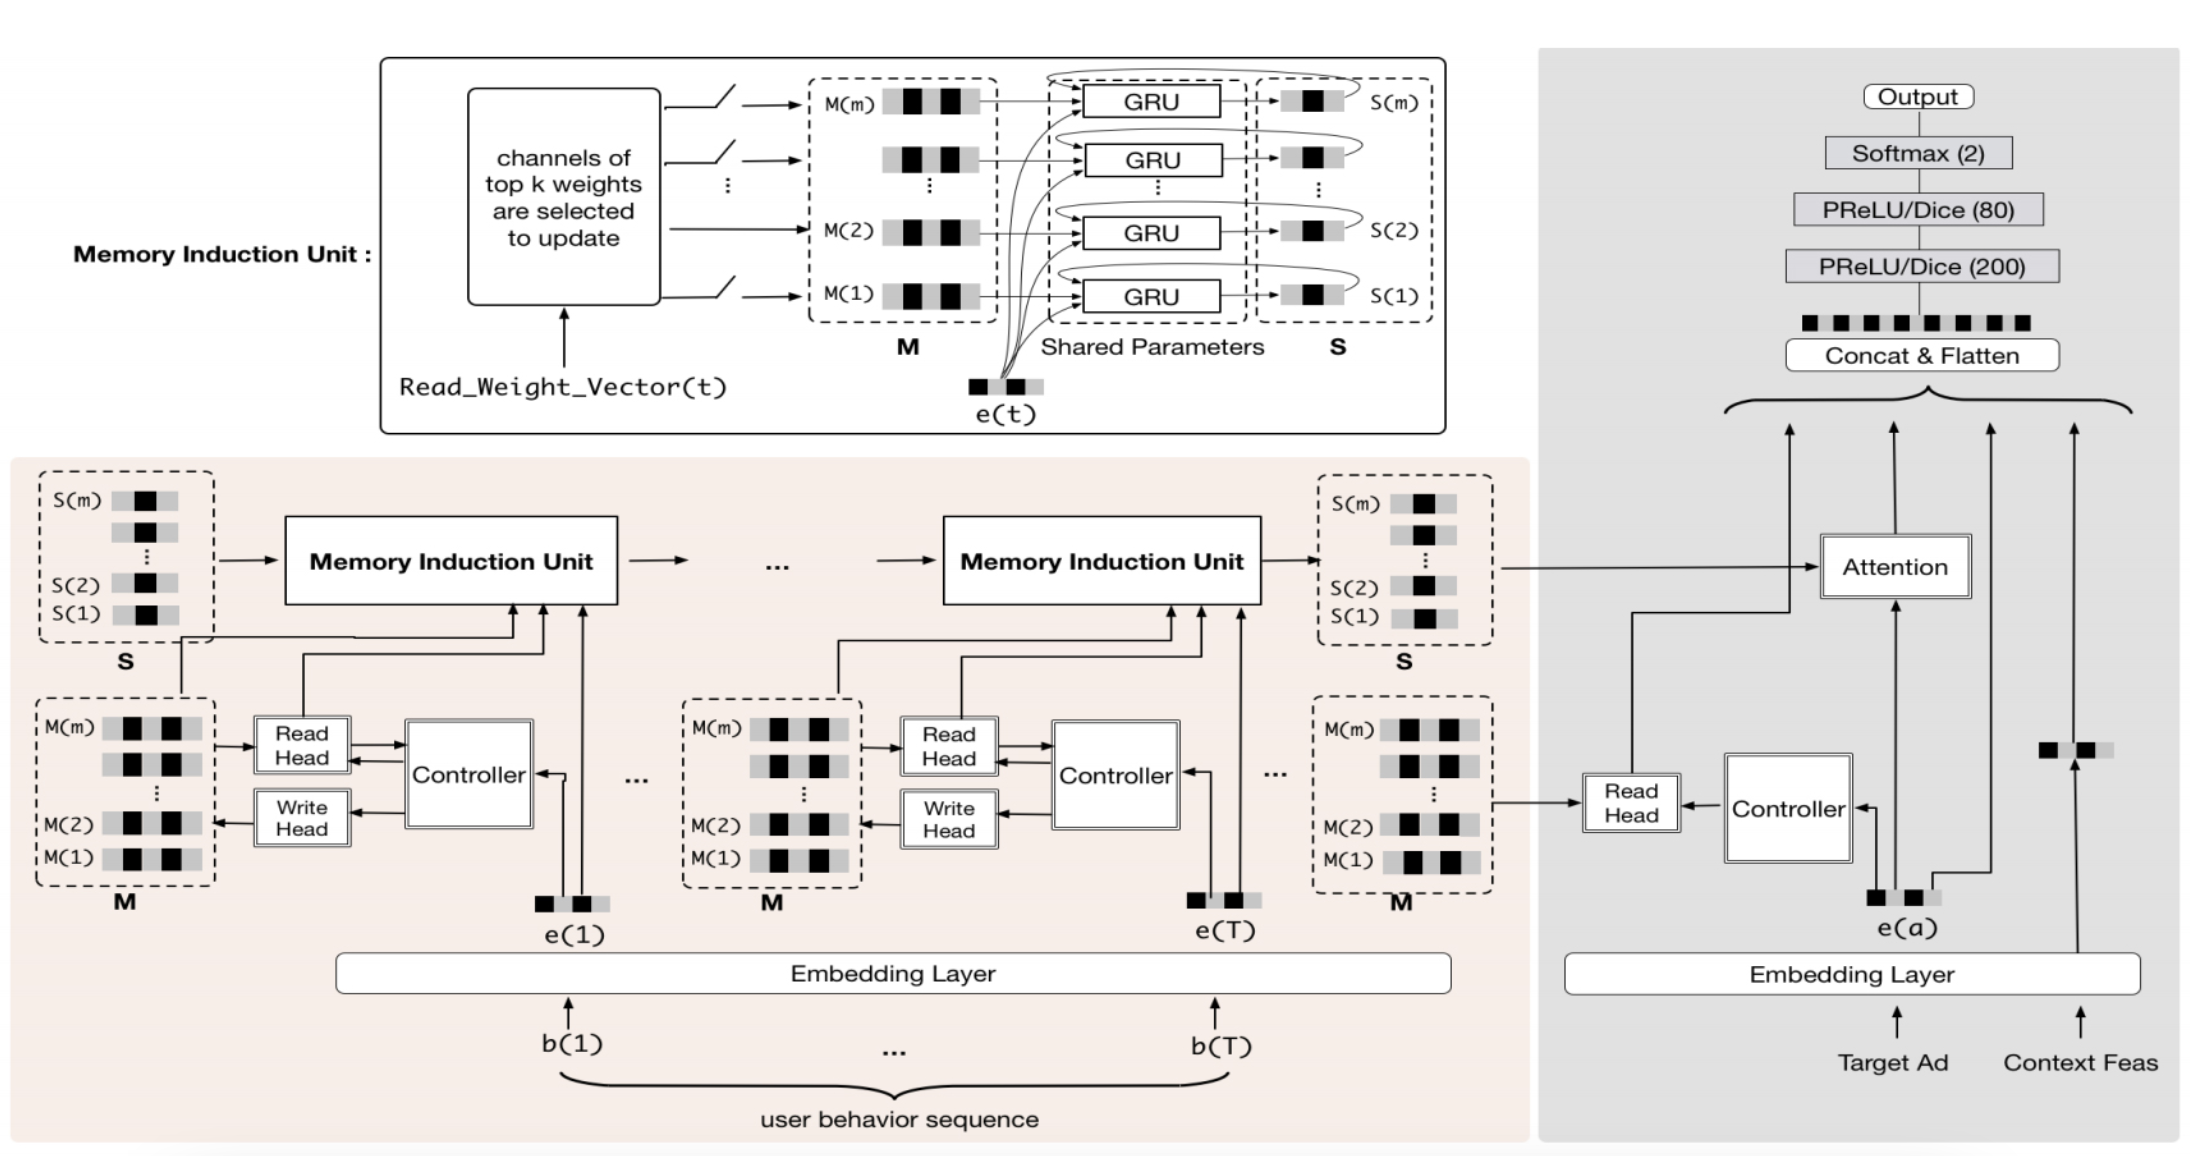 Memory Induction Unit :
channels of
top k weights
are selected
to update
Read_Weight_Vector(t)
M(m)
M(2)
M(1)
M
GRU
GRU
GRU
GRU
Shared Parameters
e(t)
S(m)
S(2)
S(1)
S
S(m)
S(2)
S(1)
S
Memory Induction Unit
...
Memory Induction Unit
S(m)
S(2)
S(1)
S
M(m)
M(2)
M(1)
M
Read
Head
Write
Head
Controller
...
M(m)
M(2)
M(1)
M
Read
Head
Write
Head
Controller
...
M(m)
M(2)
M(1)
M
e(1)
e(T)
Embedding Layer
b(1)
...
b(T)
user behavior sequence
Output
Softmax (2)
PReLU/Dice (80)
PReLU/Dice (200)
Concat & Flatten
Attention
Read
Head
Controller
e(a)
Embedding Layer
Target Ad
Context Feas